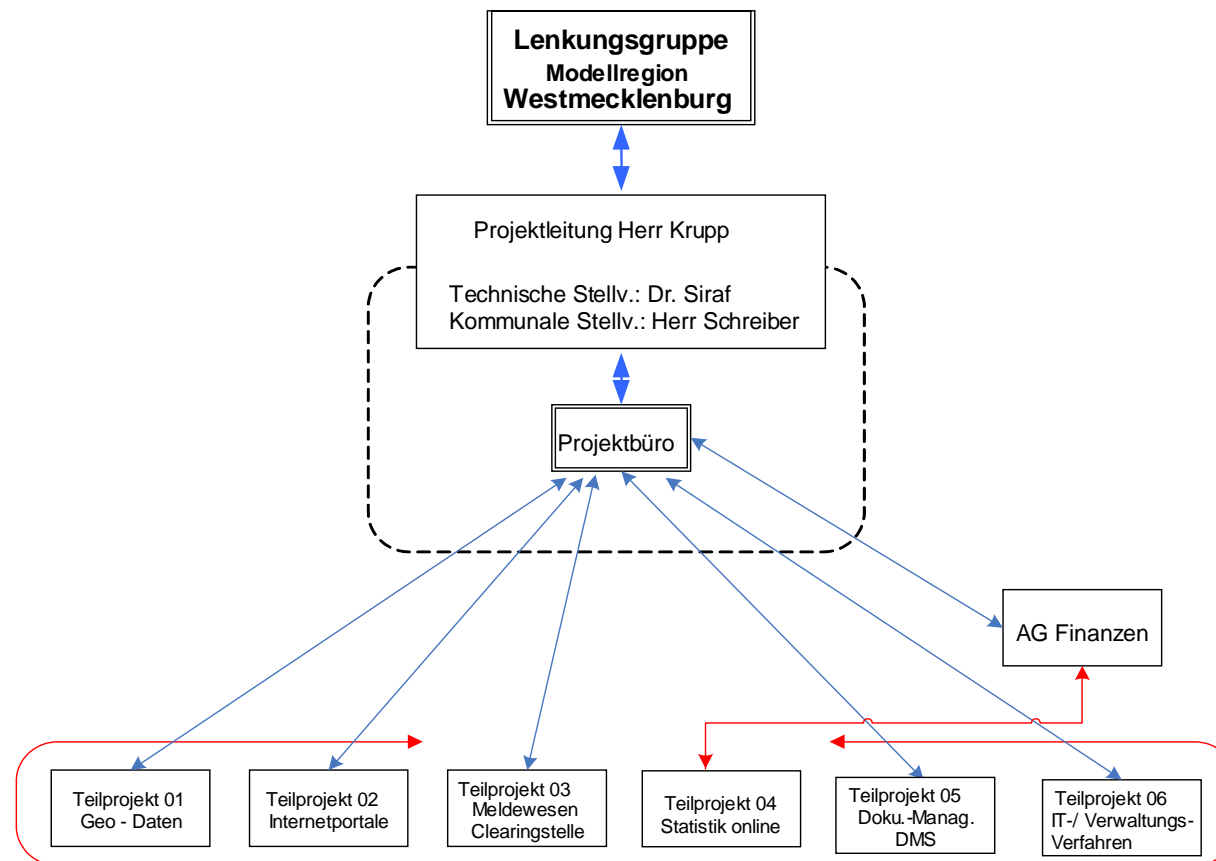 Lenkungsgruppe
Modellregion
Westmecklenburg
Projektleitung Herr Krupp
Technische Stellv.: Dr. Siraf
Kommunale Stellv.: Herr Schreiber
Projektbüro
AG Finanzen
Teilprojekt 01
Geo - Daten
Teilprojekt 02
Internetportale
Teilprojekt 03
Meldewesen
Clearingstelle
Teilprojekt 04
Statistik online
Teilprojekt 05
Doku.-Manag.
DMS
Teilprojekt 06
IT-/ Verwaltungs-
Verfahren